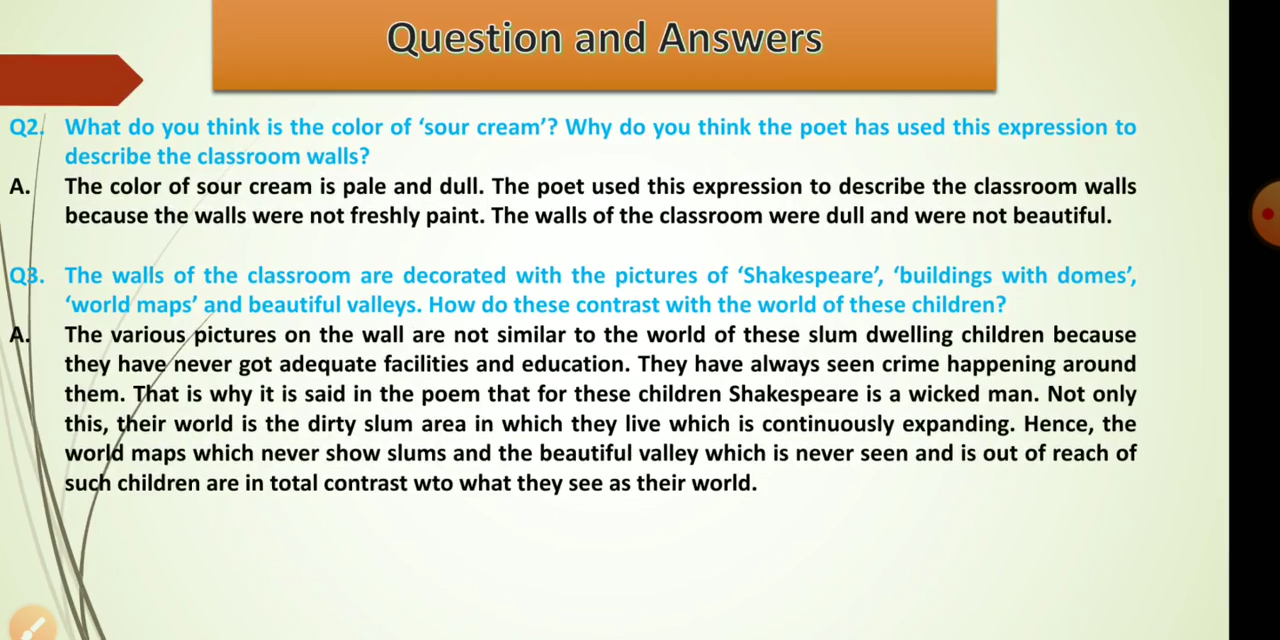 Question and Answers
Q2. What do you think is the color of ‘sour cream’? Why do you think the poet has used this expression to
describe the classroom walls?
A. The color of sour cream is pale and dull. The poet used this expression to describe the classroom walls
because the walls were not freshly paint. The walls of the classroom were dull and were not beautiful.
Q3. The walls of the classroom are decorated with the pictures of ‘Shakespeare’, ‘buildings with domes’,
‘world maps’ and beautiful valleys. How do these contrast with the world of these children?
A. The various pictures on the wall are not similar to the world of these slum dwelling children because
they have never got adequate facilities and education. They have always seen crime happening around
them. That is why it is said in the poem that for these children Shakespeare is a wicked man. Not only
this, their world is the dirty slum area in which they live which is continuously expanding. Hence, the
world maps which never show slums and the beautiful valley which is never seen and is out of reach of
such children are in total contrast wto what they see as their world.